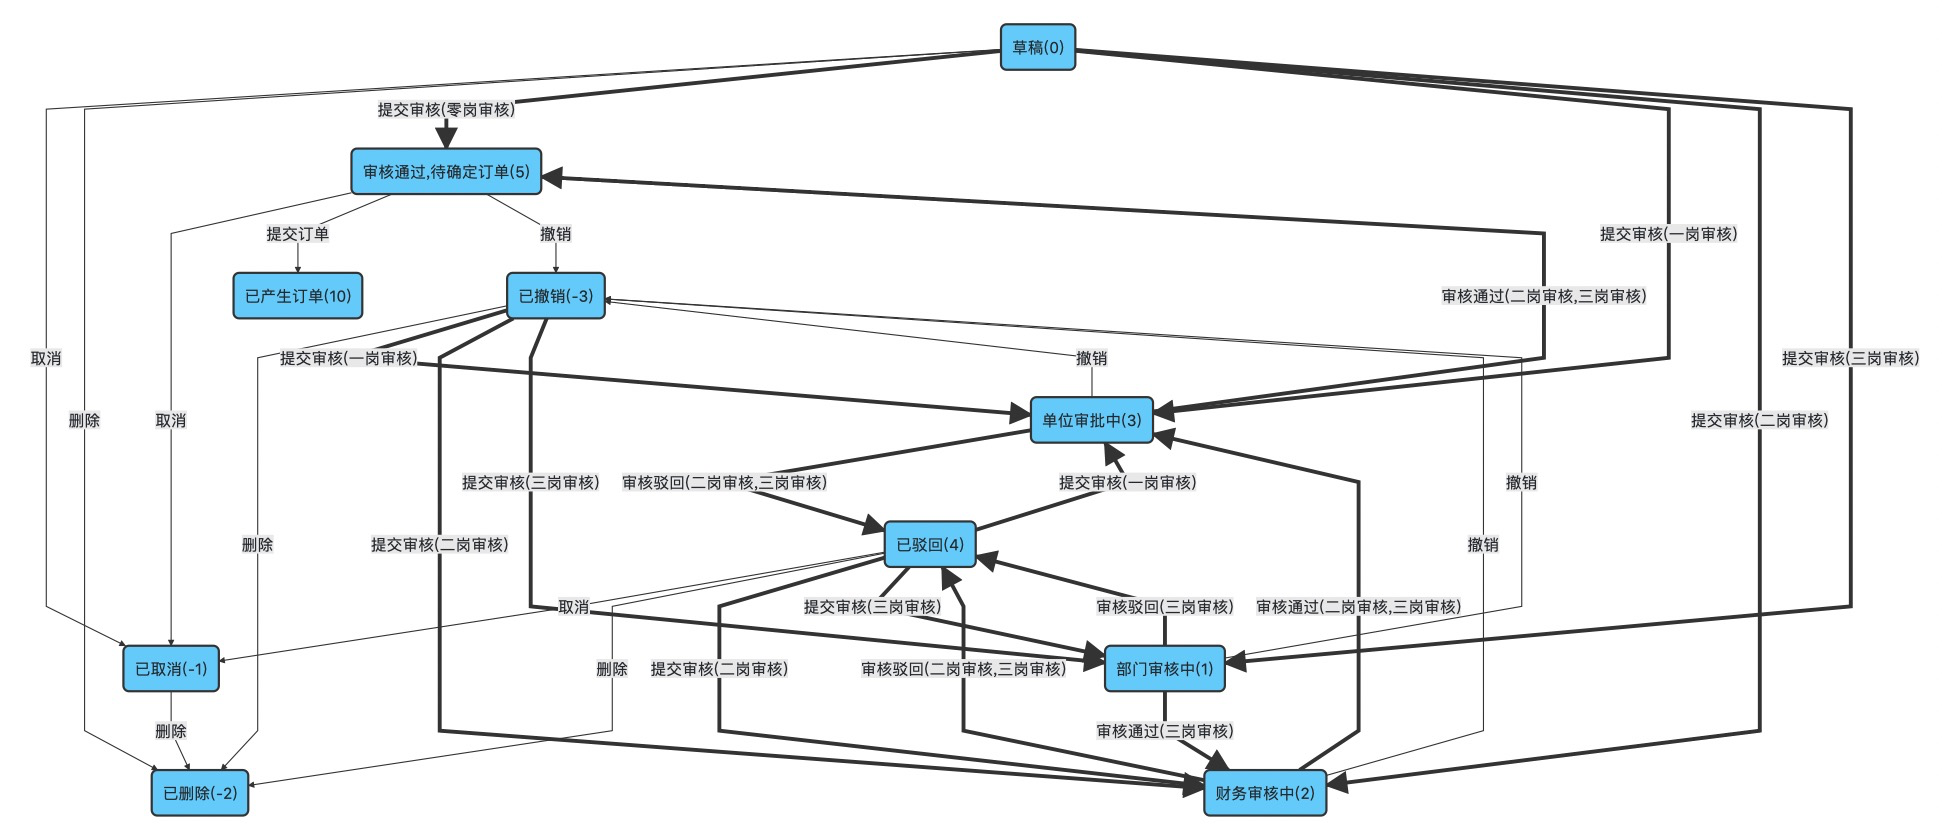 草稿(0)
提交审核(零岗审核)
审核通过,待确定订单(5)
提交订单
撤销
提交审核(一岗审核)
已产生订单(10)
已撤销(-3)
审核通过(二岗审核,三岗审核)
取消
提交审核(一岗审核)
撤销
提交审核(三岗审核)
删除
取消
单位审批中(3)
提交审核(二岗审核)
提交审核(三岗审核)
审核驳回(二岗审核,三岗审核)
提交审核(一岗审核)
撤销
删除
提交审核(二岗审核)
已驳回(4)
撤销
取消
提交审核(三岗审核)
审核驳回(三岗审核)
审核通过(二岗审核,三岗审核)
已取消(-1)
删除
提交审核(二岗审核)
审核驳回(二岗审核,三岗审核)
部门审核中(1)
删除
审核通过(三岗审核)
已删除(-2)
财务审核中(2)